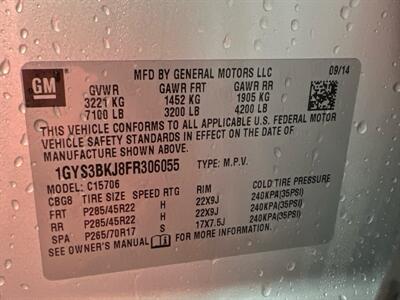 MFD BY GENERAL MOTORS LLC 09/14
GM
GVWR GAWR FRT GAWR RR
3221 KG 1452 KG 1905 KG
7100 LB 3200 LB 4200 LB
THIS VEHICLE CONFORMS TO ALL APPLICABLE U.S. FEDERAL MOTOR
VEHICLE SAFETY STANDARDS IN EFFECT ON THE DATE OF
MANUFACTURE SHOWN ABOVE.
1GYS3BKJ8FR306055 TYPE: M.P.V.
C15706
CBG8 TIRE SIZE SPEED RTG RIM COLD TIRE PRESSURE
FRT P285/45R22 H 22X9J 240KPA(35PSI)
RR P285/45R22 H 22X9J 240KPA(35PSI)
SPA P265/70R17 S 17X7.5J 240KPA(35PSI)
SEE OWNER'S MANUAL FOR MORE INFORMATION.